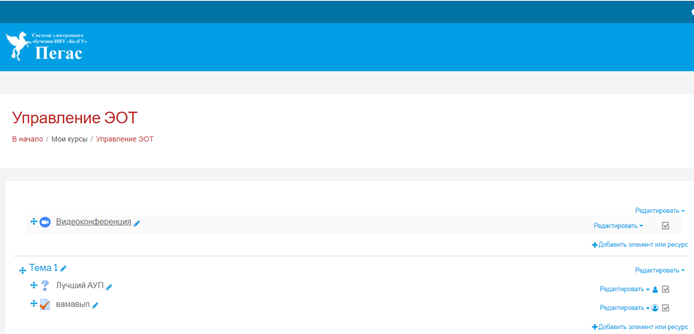 Система электронного
обучения НИУ «БелГУ»
Пегас
Управление ЭОТ
В начало / Мои курсы / Управление ЭОТ
Редактировать
Видеоконференция
Редактировать
Добавить элемент или ресурс
Тема 1
Редактировать
Лучший АУП
Редактировать
вамавып
Редактировать
Добавить элемент или ресурс